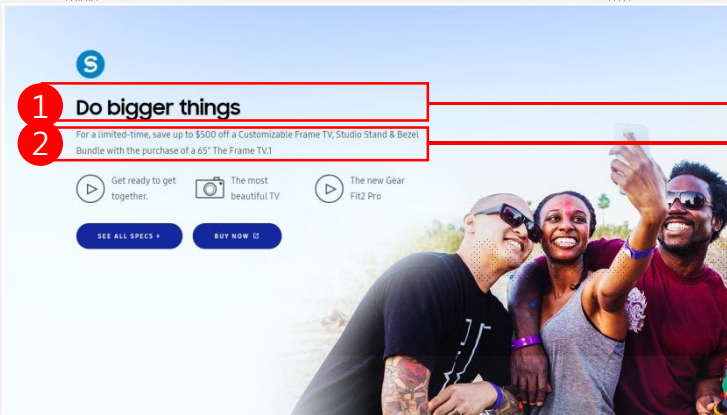 S
1 Do bigger things
2 For a limited-time, save up to $500 off a Customizable Frame TV, Studio Stand & Bezel
Bundle with the purchase of a 65" The Frame TV.1
Get ready to get
together.
The most
beautiful TV
The new Gear
Fit2 Pro
SEE ALL SPECS +
BUY NOW